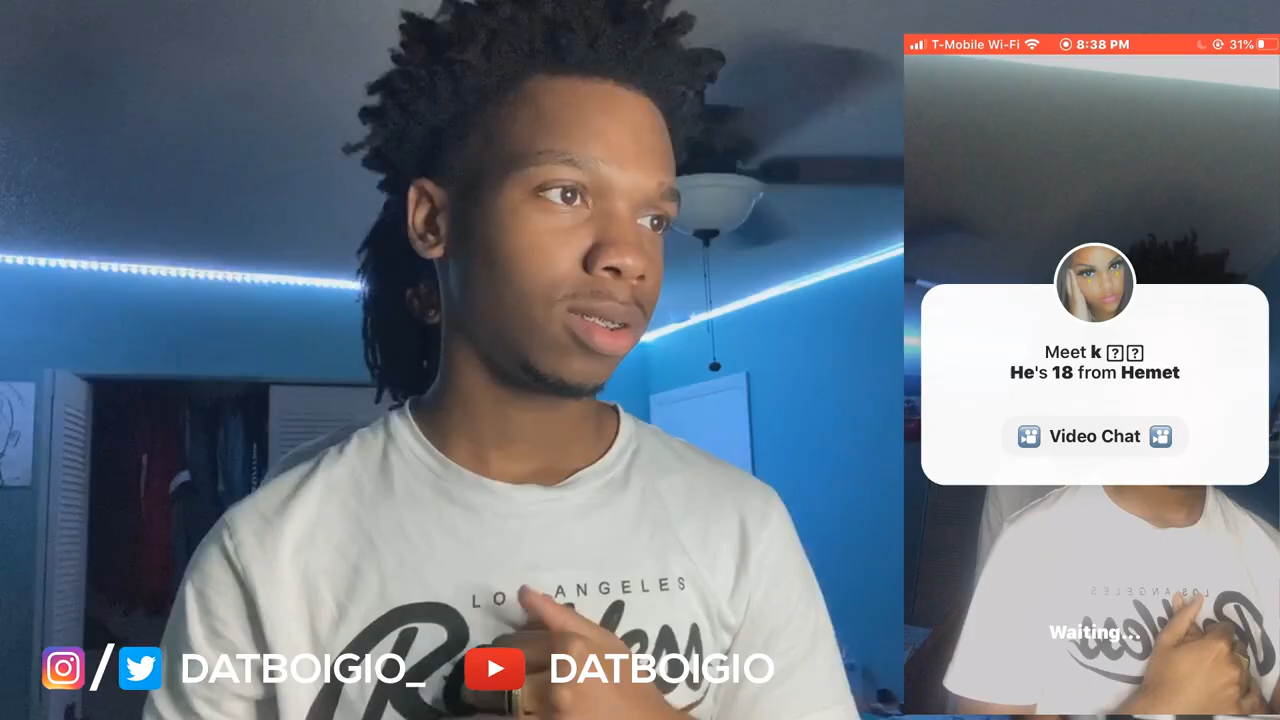 T-Mobile Wi-Fi 8:38 PM 31%
Meet k
He's 18 from Hemet
Video Chat
LOS ANGELES
Waiting...
DATBOIGIO_ DATBOIGIO